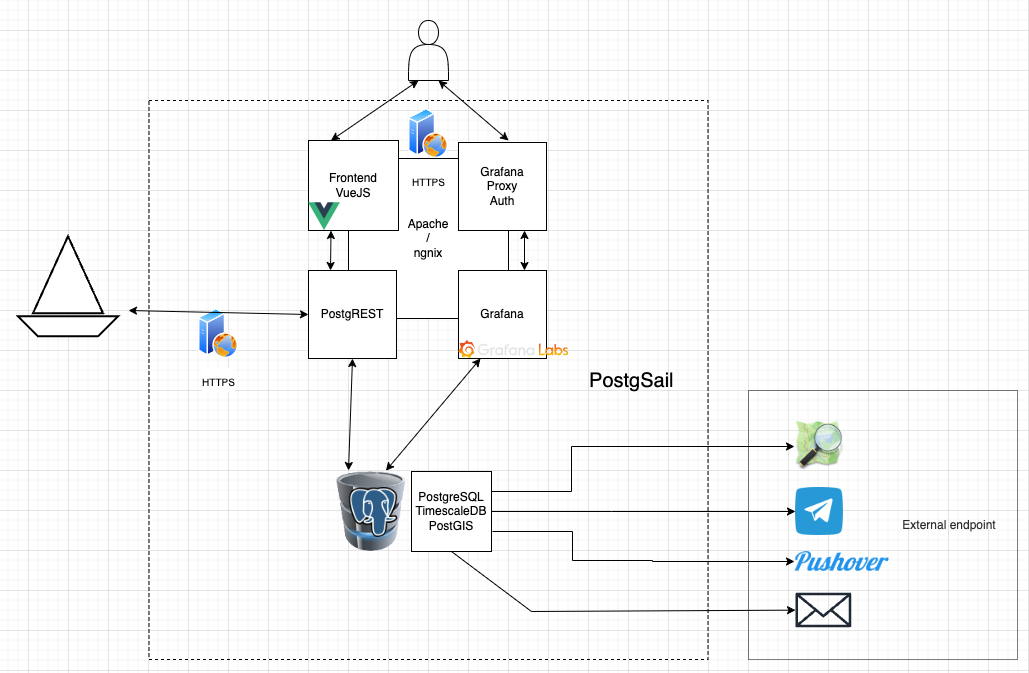 Frontend
VueJS
HTTPS
Grafana
Proxy
Auth
Apache
/
ngnix
PostgREST
Grafana
Grafana Labs
HTTPS
PostgSail
PostgreSQL
TimescaleDB
PostGIS
External endpoint
Pushover